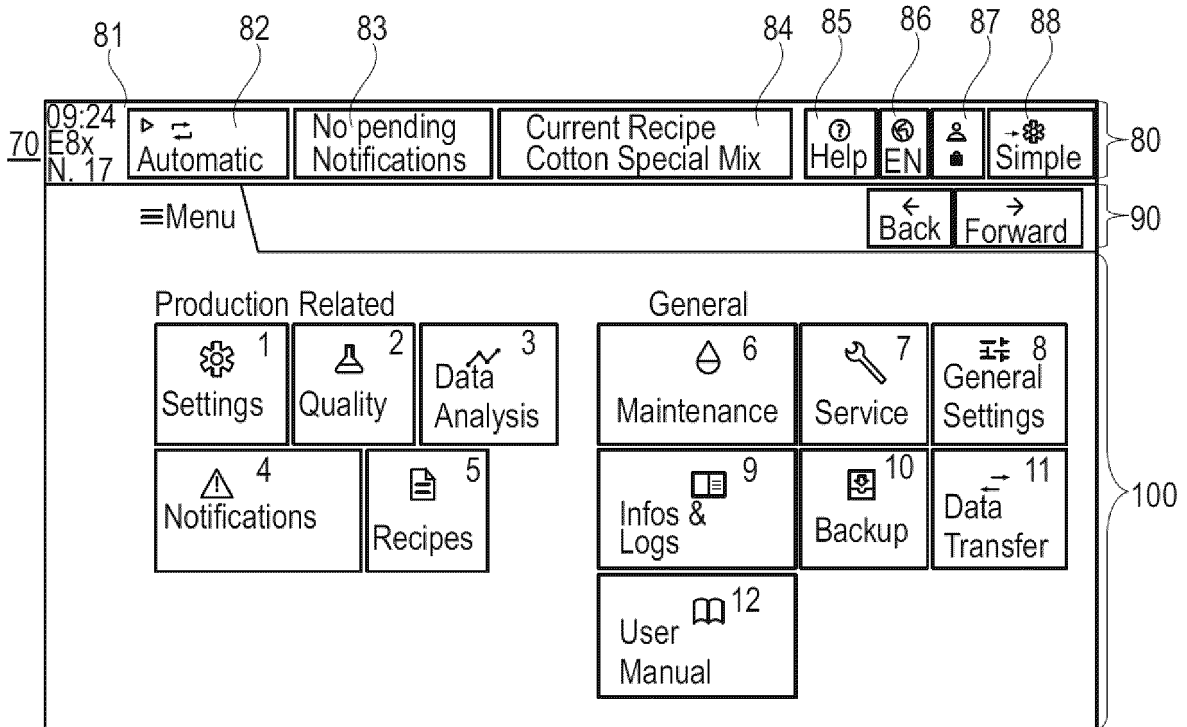 81 82 83 84 85 86 87 88
09:24
E8x
N. 17
70
Automatic
No pending
Notifications
Current Recipe
Cotton Special Mix
Help
EN
Simple
80
≡Menu
← Back
→ Forward
90
Production Related
1
Settings
2
Quality
3
Data
Analysis
4
Notifications
5
Recipes
General
6
Maintenance
7
Service
8
General
Settings
9
Infos &
Logs
10
Backup
11
Data
Transfer
12
User
Manual
100